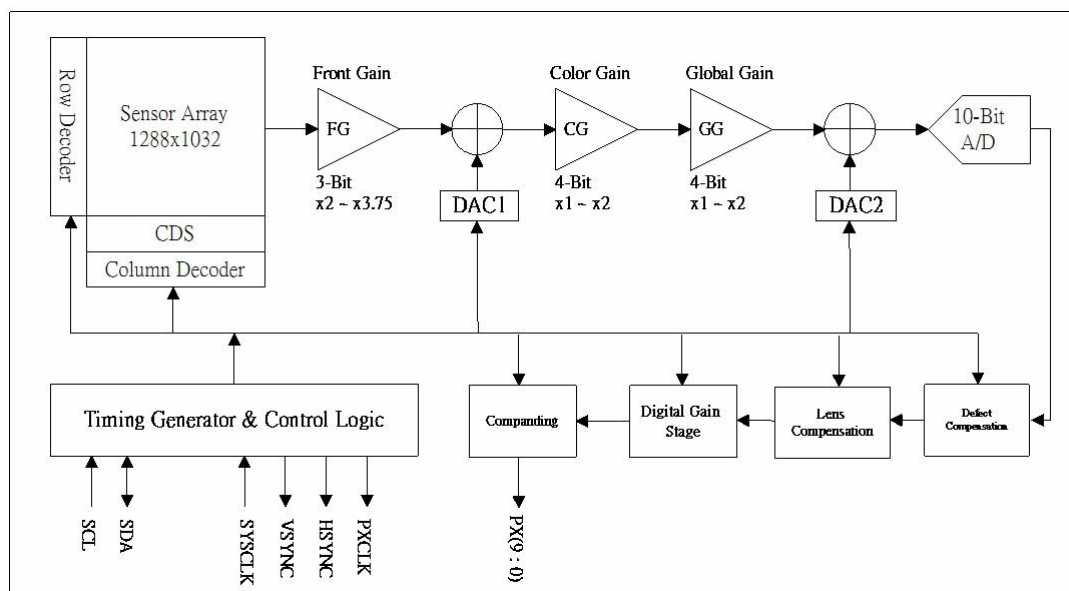 Row Decoder
Sensor Array
1288x1032
CDS
Column Decoder
Front Gain
FG
3-Bit
x2 ~ x3.75
DAC1
Color Gain
CG
4-Bit
x1 ~ x2
Global Gain
GG
4-Bit
x1 ~ x2
DAC2
10-Bit
A/D
Timing Generator & Control Logic
Companding
Digital Gain
Stage
Lens
Compensation
Defect
Compensation
SCL
SDA
SYSCLK
VSYNC
HSYNC
PXCLK
PX(9 : 0)